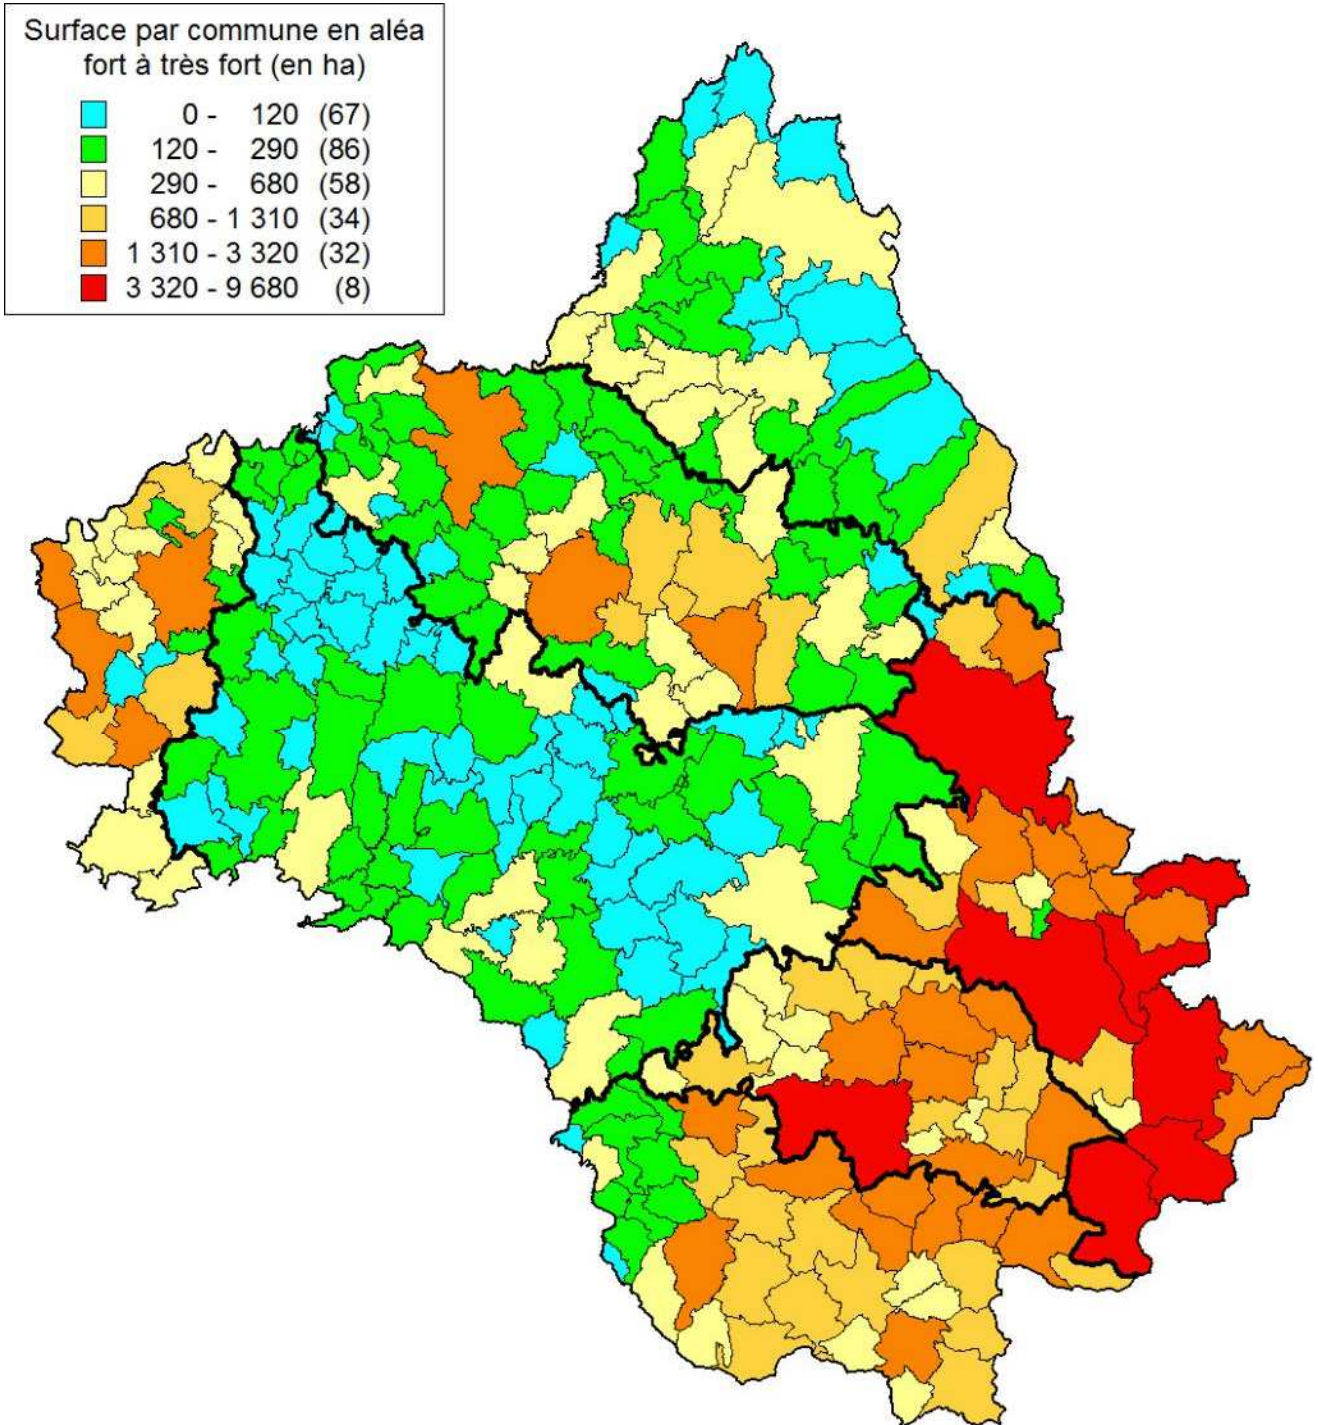 Surface par commune en aléa
fort à très fort (en ha)
0 - 120 (67)
120 - 290 (86)
290 - 680 (58)
680 - 1 310 (34)
1 310 - 3 320 (32)
3 320 - 9 680 (8)